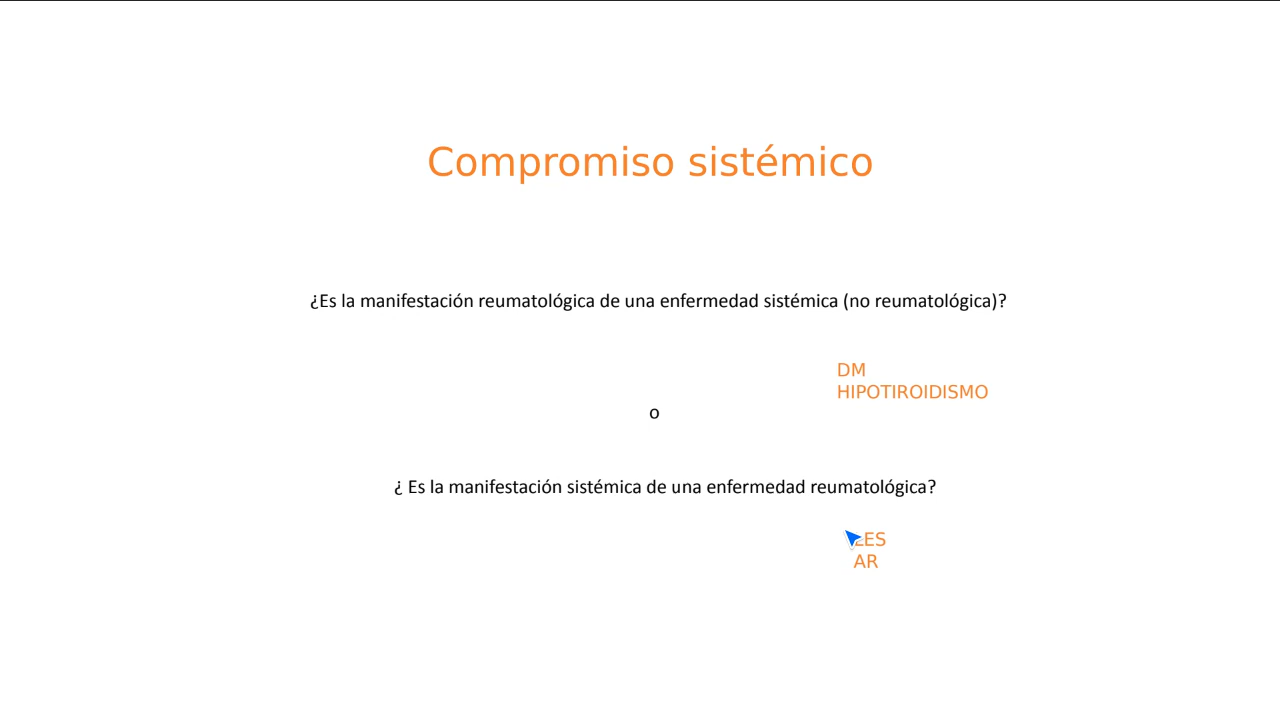 Compromiso sistémico
¿Es la manifestación reumatológica de una enfermedad sistémica (no reumatológica)?
DM
HIPOTIROIDISMO
o
¿ Es la manifestación sistémica de una enfermedad reumatológica?
LES
AR